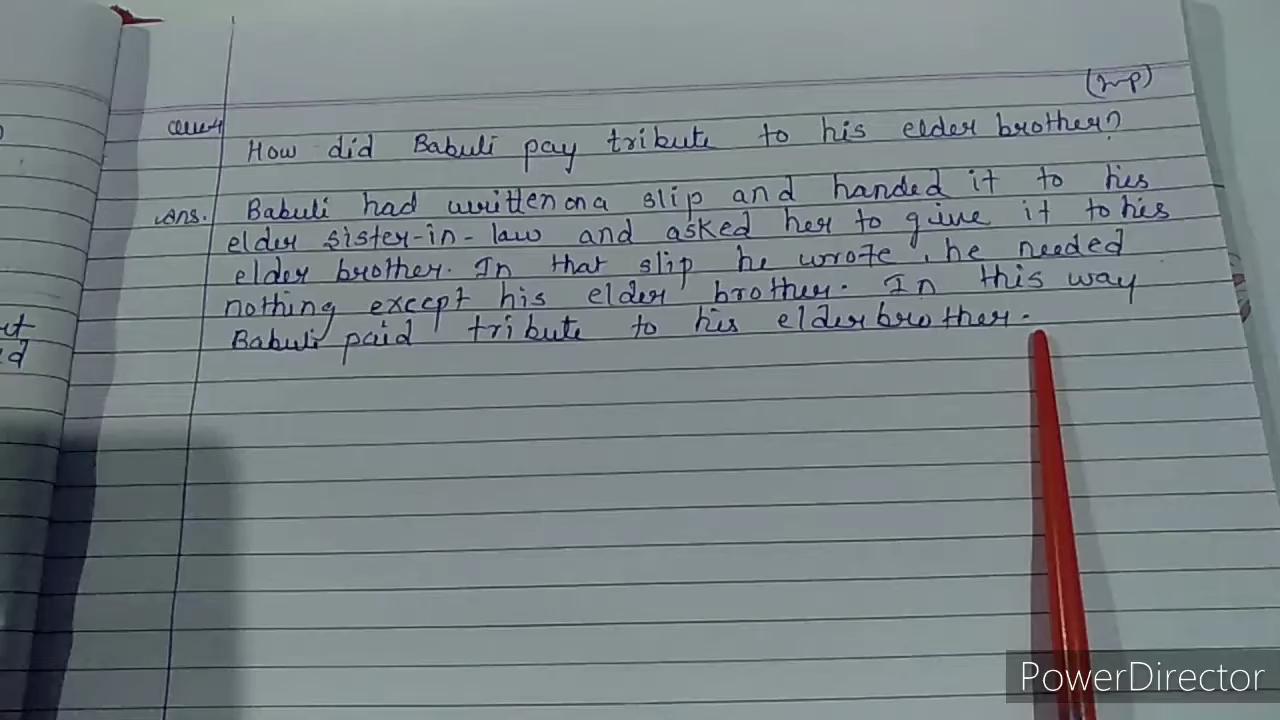 (Imp)
How did Babuli pay tribute to his elder brother?
Ans. Babuli had written on a slip and handed it to his
elder sister-in-law and asked her to give it to his
elder brother. In that slip he wrote, he needed
nothing except his elder brother. In this way
Babuli paid tribute to his elder brother.
PowerDirector